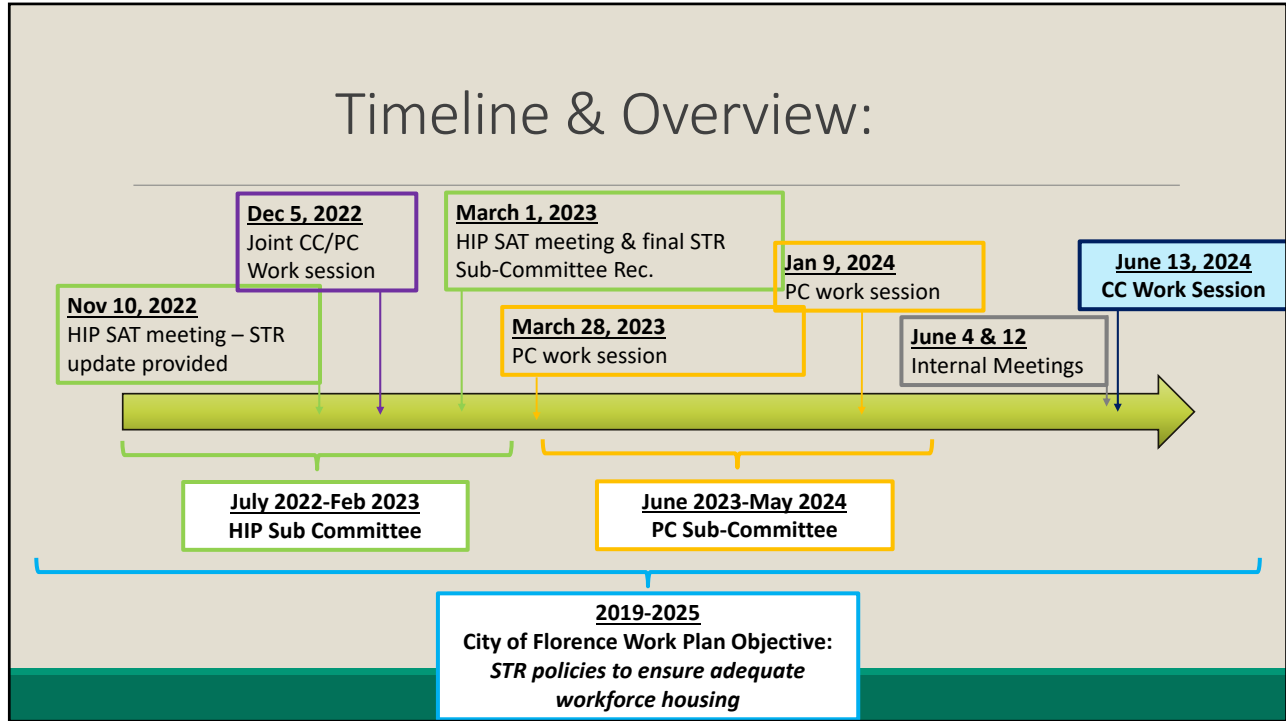 Timeline & Overview:
Dec 5, 2022
Joint CC/PC
Work session
March 1, 2023
HIP SAT meeting & final STR
Sub-Committee Rec.
Jan 9, 2024
PC work session
June 13, 2024
CC Work Session
Nov 10, 2022
HIP SAT meeting – STR
update provided
March 28, 2023
PC work session
June 4 & 12
Internal Meetings
July 2022-Feb 2023
HIP Sub Committee
June 2023-May 2024
PC Sub-Committee
2019-2025
City of Florence Work Plan Objective:
STR policies to ensure adequate
workforce housing